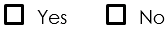 Yes No